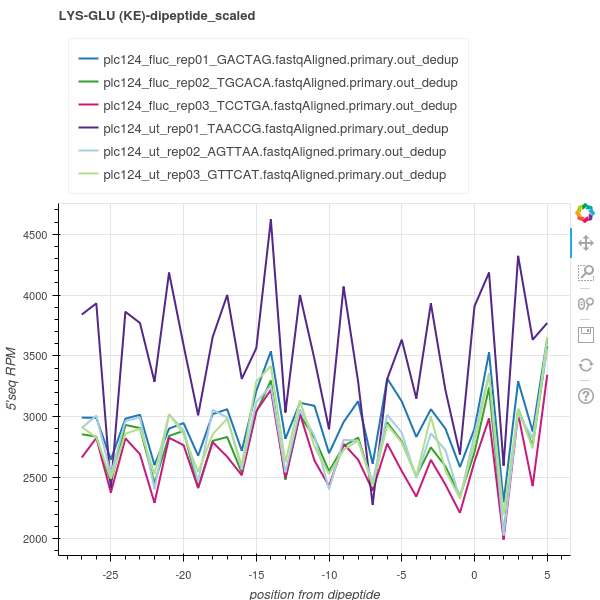 LYS-GLU (KE)-dipeptide_scaled
plc124_fluc_rep01_GACTAG.fastqAligned.primary.out_dedup
plc124_fluc_rep02_TGCACA.fastqAligned.primary.out_dedup
plc124_fluc_rep03_TCCTGA.fastqAligned.primary.out_dedup
plc124_ut_rep01_TAACCG.fastqAligned.primary.out_dedup
plc124_ut_rep02_AGTTAA.fastqAligned.primary.out_dedup
plc124_ut_rep03_GTTCAT.fastqAligned.primary.out_dedup
5'seq RPM
4500
4000
3500
3000
2500
2000
-25 -20 -15 -10 -5 0 5
position from dipeptide